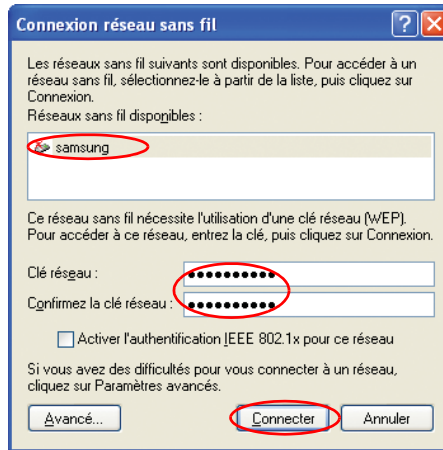 Connexion réseau sans fil
Les réseaux sans fil suivants sont disponibles. Pour accéder à un
réseau sans fil, sélectionnez-le à partir de la liste, puis cliquez sur
Connexion.
Réseaux sans fil disponibles :
samsung
Ce réseau sans fil nécessite l'utilisation d'une clé réseau (WEP).
Pour accéder à ce réseau, entrez la clé, puis cliquez sur Connexion.
Clé réseau :
••••••••••
Confirmez la clé réseau :
••••••••••
Activer l'authentification IEEE 802.1x pour ce réseau
Si vous avez des difficultés pour vous connecter à un réseau,
cliquez sur Paramètres avancés.
Avancé... Connecter Annuler